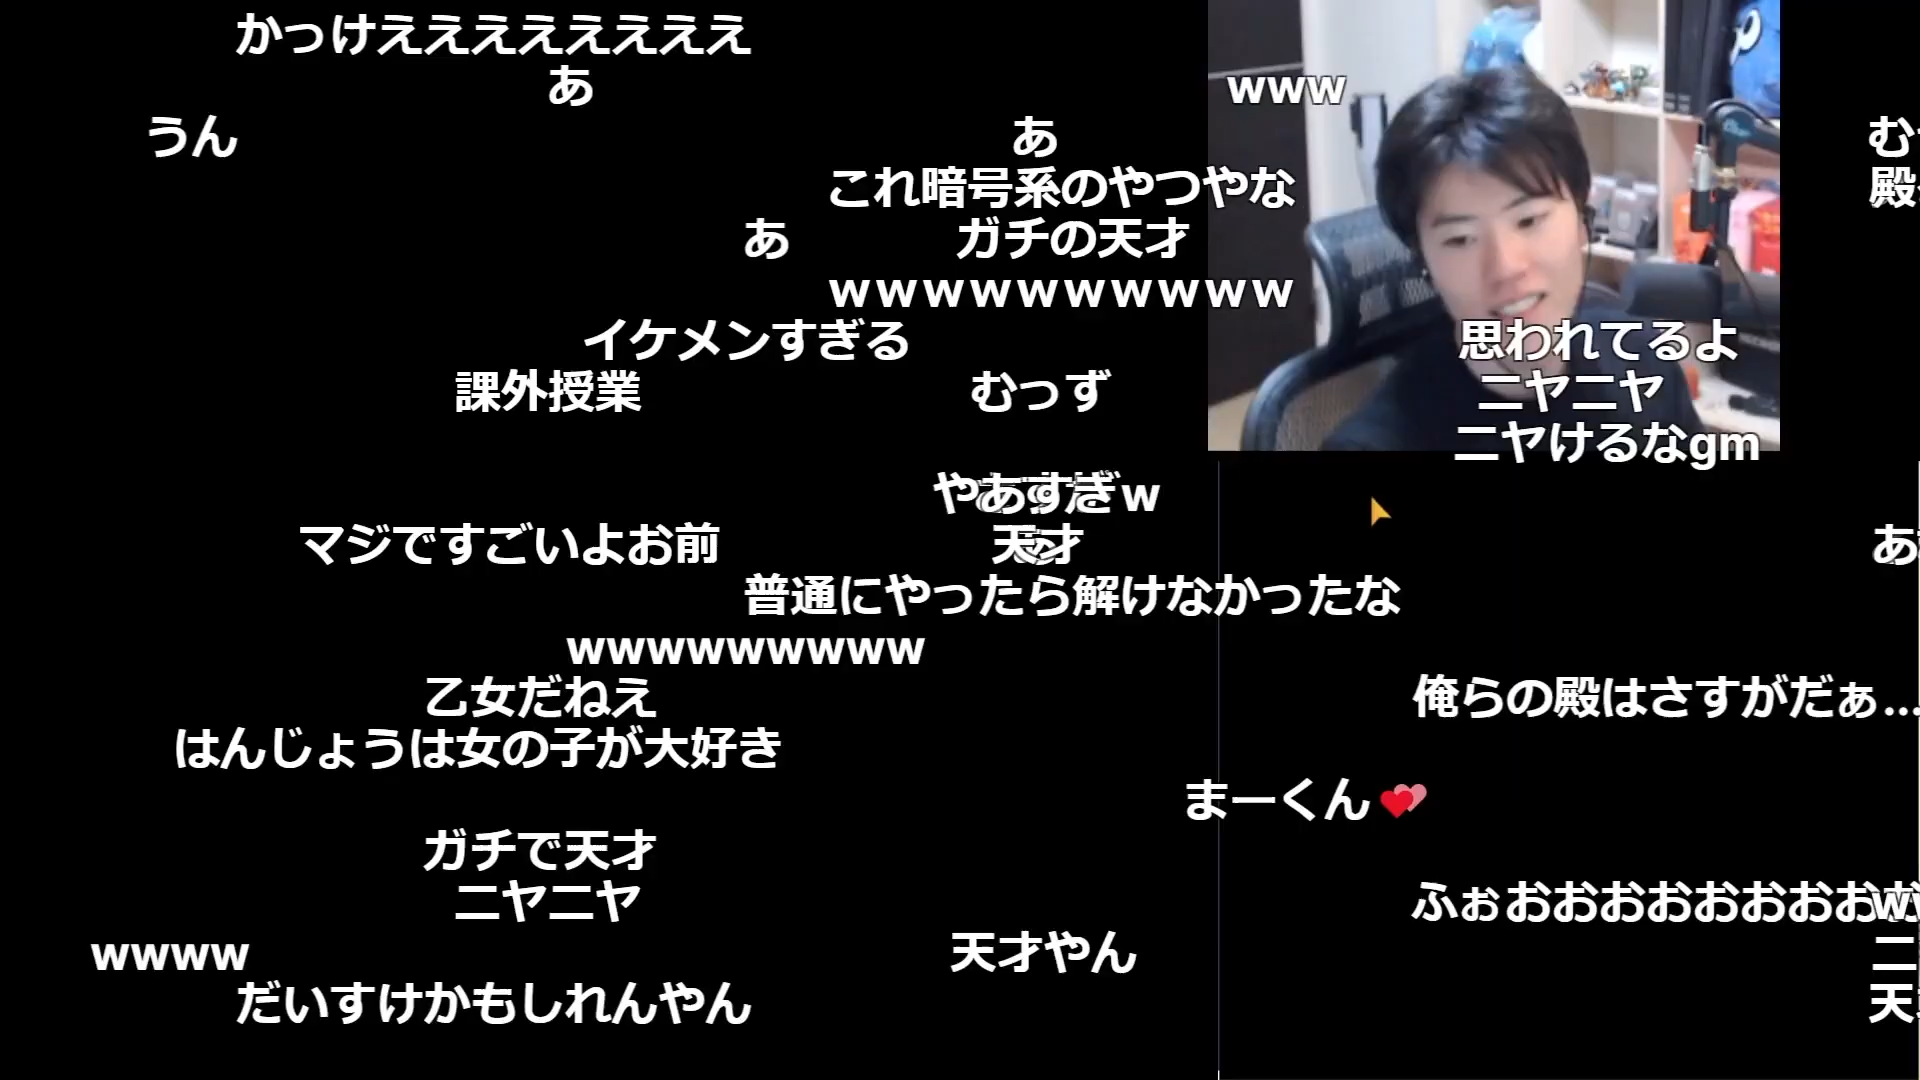 かっけえええええええええ
あ
www
うん
あ
む
これ暗号系のやつやな
殿
あ
ガチの天才
wwwwwwwwww
イケメンすぎる
思われてるよ
課外授業
むっず
ニヤニヤ
ニヤけるなgm
マジですごいよお前
天才
あ
普通にやったら解けなかったな
wwwwwwwww
乙女だねえ
俺らの殿はさすがだぁ...
はんじょうは女の子が大好き
まーくん💕
ガチで天才
ニヤニヤ
ふぉおおおおおおおお
wwww
天才やん
ニ
だいすけかもしれんやん
天